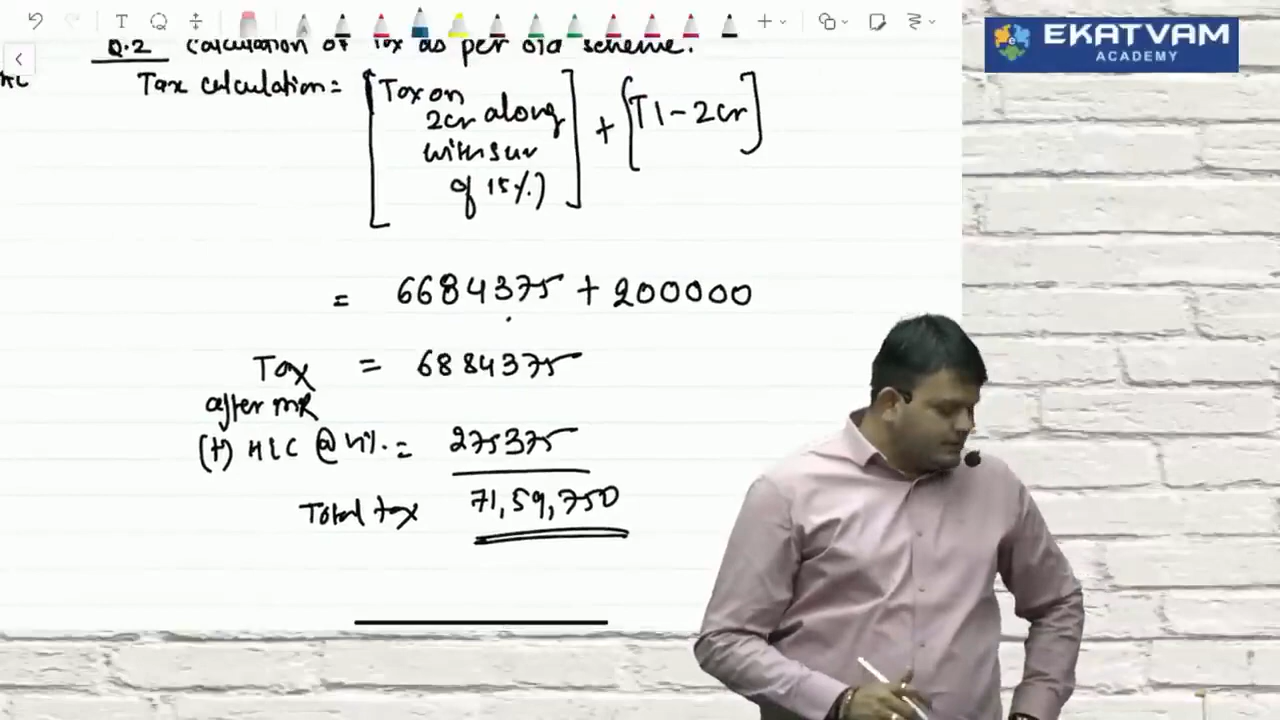 EKATVAM
ACADEMY
Q.2 Calculation of Tax as per old scheme.
Tax calculation = [Tax on 2cr along with sur of 15%)] + [TI - 2cr]
= 6684375 + 200000
Tax after MR = 6884375
(+) HEC @ 4% = 275375
Total tax 71,59,750